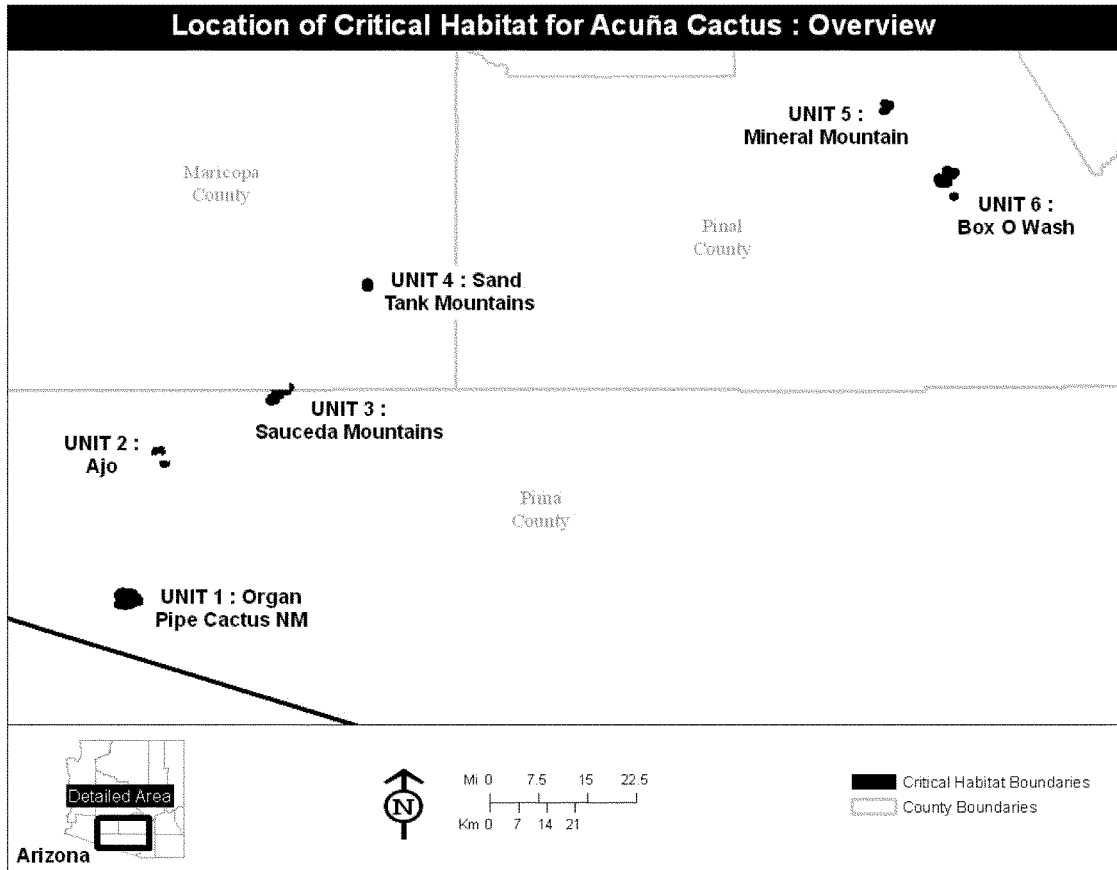 Location of Critical Habitat for Acuña Cactus : Overview
UNIT 5 :
Mineral Mountain
Maricopa
County
UNIT 6 :
Box O Wash
Pinal
County
UNIT 4 : Sand
Tank Mountains
UNIT 3 :
Sauceda Mountains
UNIT 2 :
Ajo
Pima
County
UNIT 1 : Organ
Pipe Cactus NM
Detailed Area
Arizona
N
Mi 0 7.5 15 22.5
Km 0 7 14 21
Critical Habitat Boundaries
County Boundaries